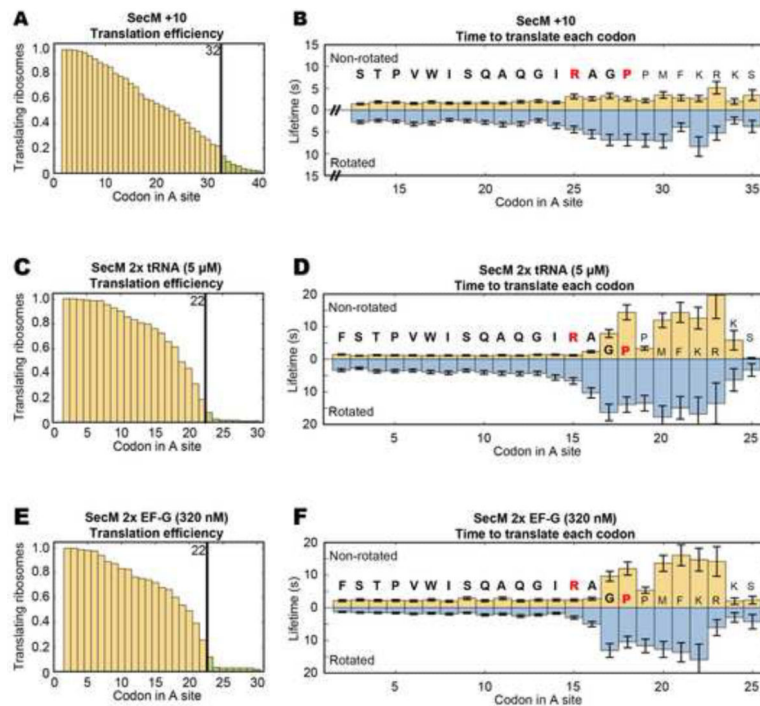 A
SecM +10
Translation efficiency
32
1.0
0.8
0.6
0.4
0.2
0
Translating ribosomes
0 10 20 30 40
Codon in A site
B
SecM +10
Time to translate each codon
15
10
5
0
5
10
15
Lifetime (s)
Non-rotated
S T P V W I S Q A Q G I R A G P P M F K R K S
Rotated
15 20 25 30 35
Codon in A site
C
SecM 2x tRNA (5 µM)
Translation efficiency
22
1.0
0.8
0.6
0.4
0.2
0
Translating ribosomes
0 5 10 15 20 25 30
Codon in A site
D
SecM 2x tRNA (5 µM)
Time to translate each codon
20
10
0
10
20
Lifetime (s)
Non-rotated
F S T P V W I S Q A Q G I R A P K S
G P M F K R
Rotated
5 10 15 20 25
Codon in A site
E
SecM 2x EF-G (320 nM)
Translation efficiency
22
1.0
0.8
0.6
0.4
0.2
0
Translating ribosomes
0 5 10 15 20 25 30
Codon in A site
F
SecM 2x EF-G (320 nM)
Time to translate each codon
20
10
0
10
20
Lifetime (s)
Non-rotated
F S T P V W I S Q A Q G I R A K S
G P P M F K R
Rotated
5 10 15 20 25
Codon in A site